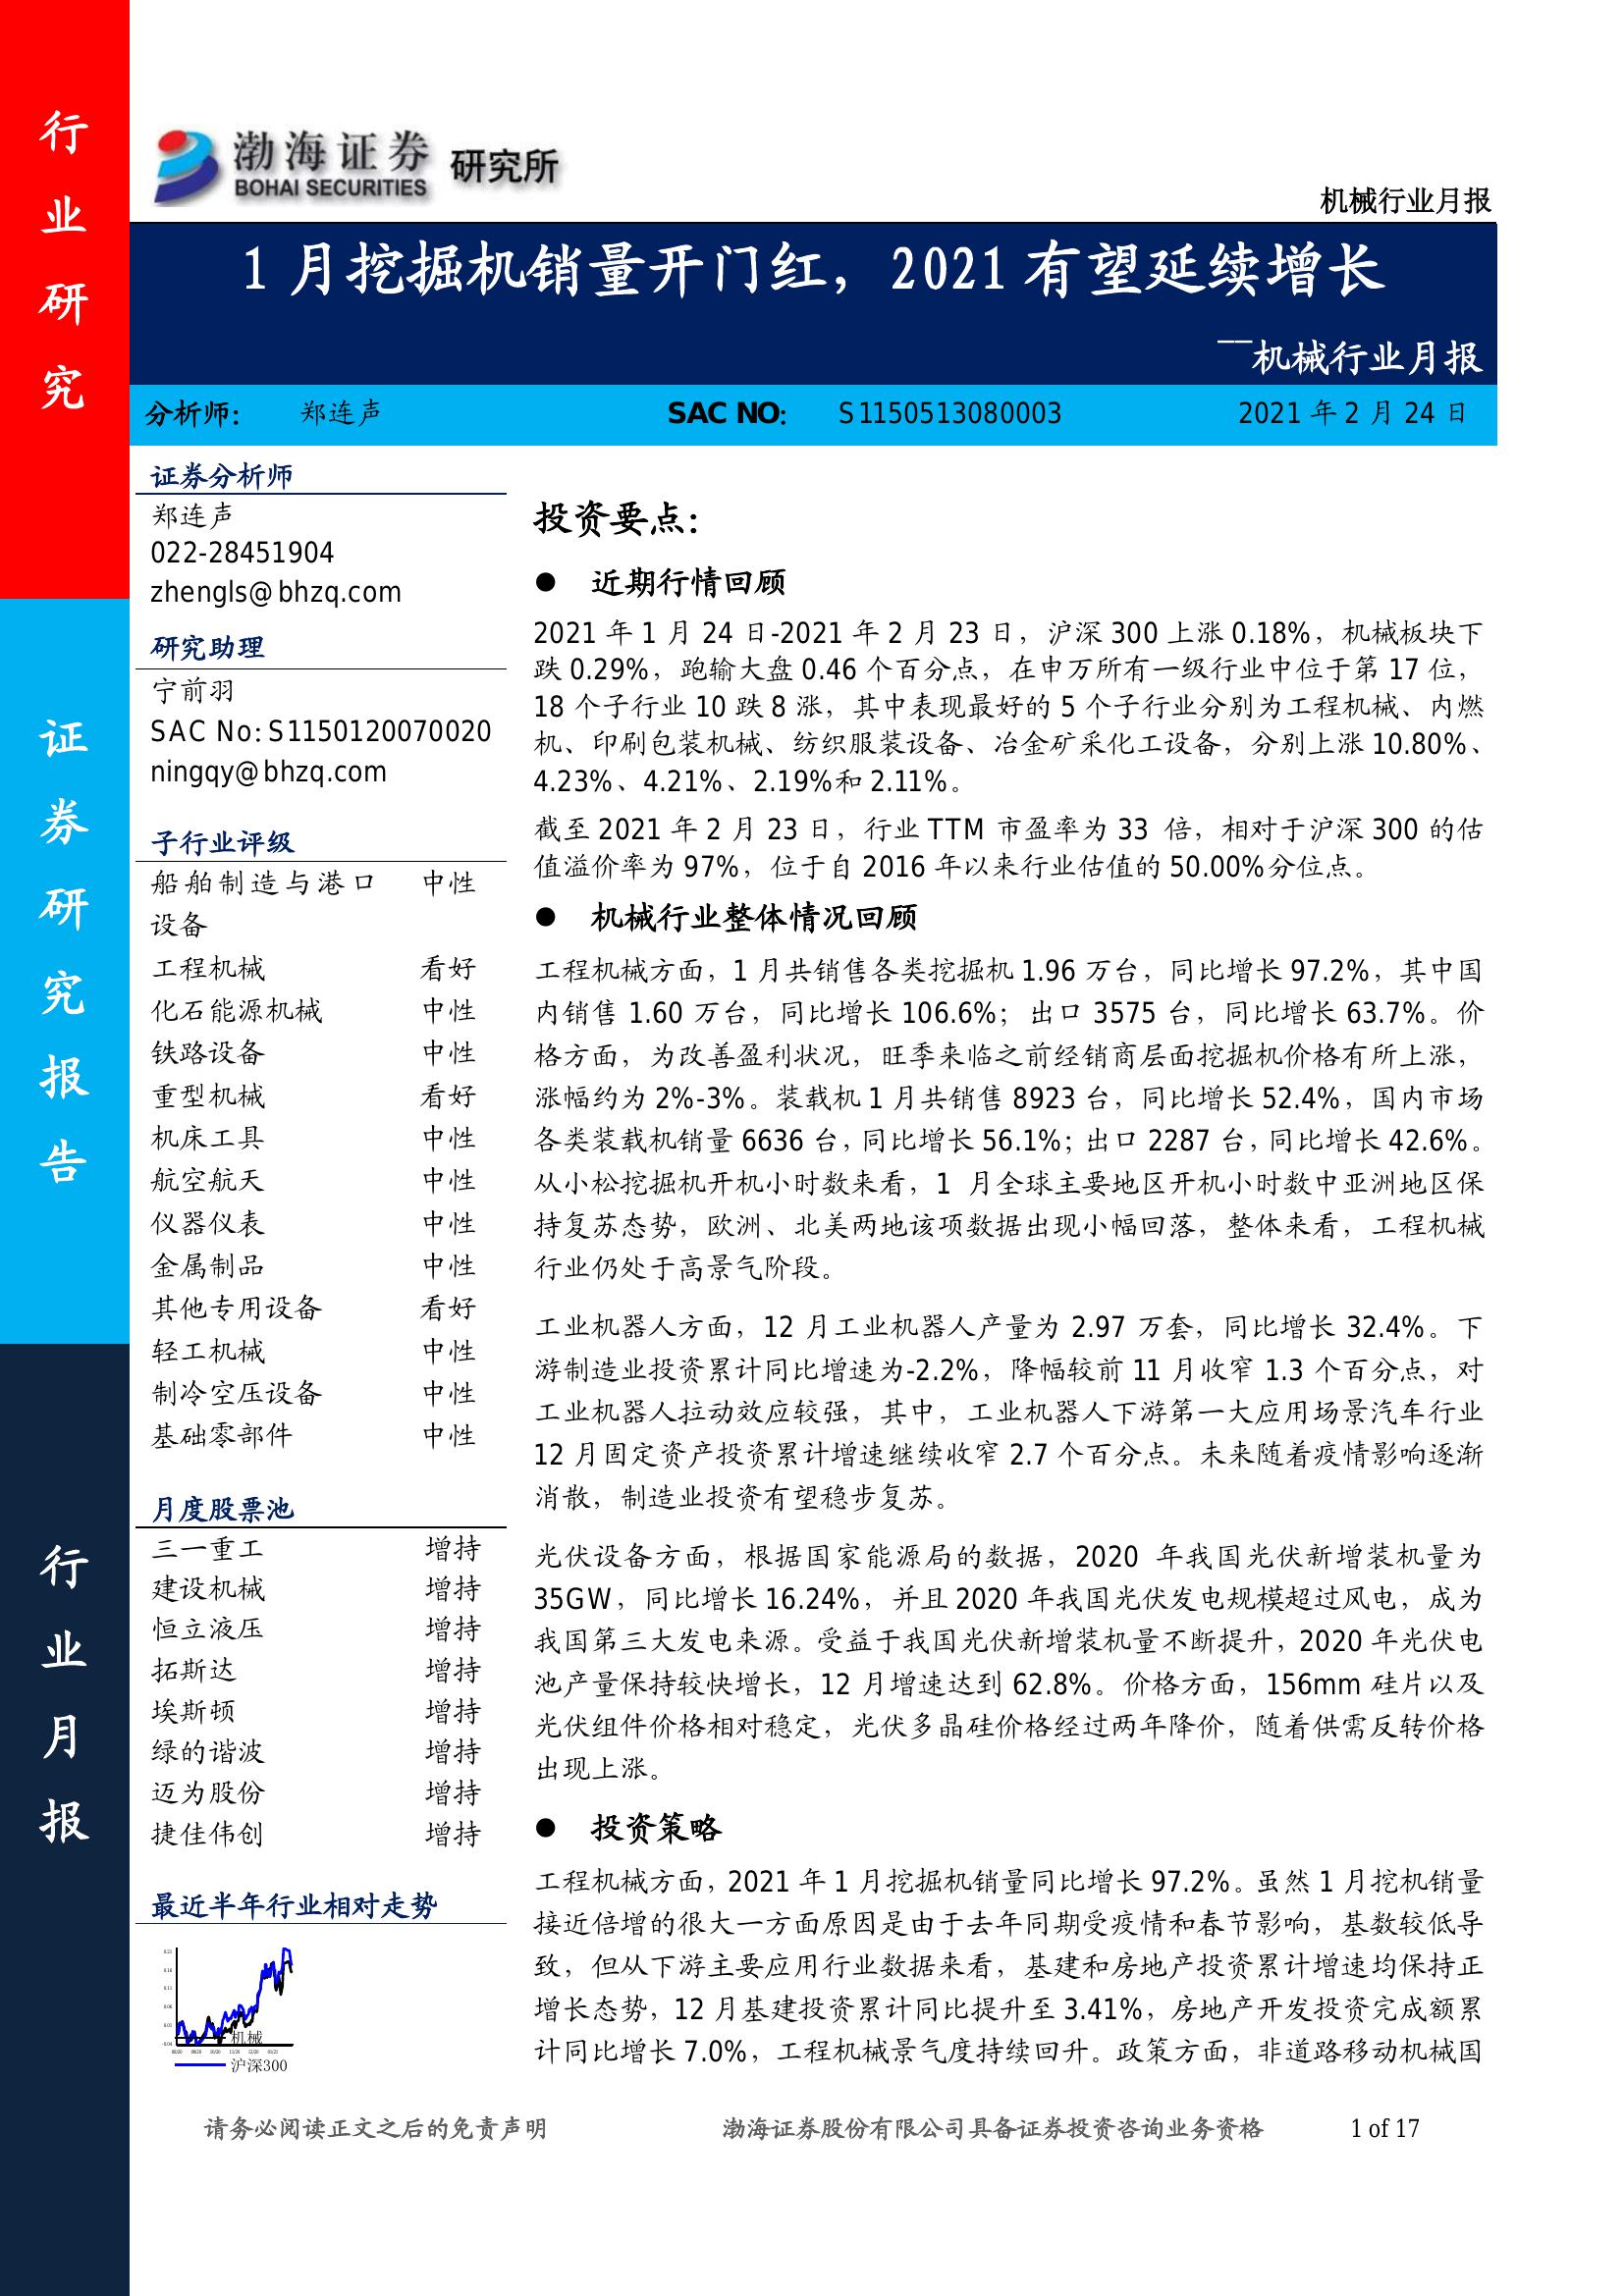 行业研究
证券研究报告
行业月报
渤海证券 研究所
BOHAI SECURITIES
机械行业月报
1 月挖掘机销量开门红，2021 有望延续增长
——机械行业月报
分析师： 郑连声 SAC NO： S1150513080003 2021 年 2 月 24 日
证券分析师
郑连声
022-28451904
zhengls@bhzq.com
研究助理
宁前羽
SAC No: S1150120070020
ningqy@bhzq.com
子行业评级
船舶制造与港口 中性
设备
工程机械 看好
化石能源机械 中性
铁路设备 中性
重型机械 看好
机床工具 中性
航空航天 中性
仪器仪表 中性
金属制品 中性
其他专用设备 看好
轻工机械 中性
制冷空压设备 中性
基础零部件 中性
月度股票池
三一重工 增持
建设机械 增持
恒立液压 增持
拓斯达 增持
埃斯顿 增持
绿的谐波 增持
迈为股份 增持
捷佳伟创 增持
最近半年行业相对走势
机械
沪深300
投资要点：
● 近期行情回顾
2021 年 1 月 24 日-2021 年 2 月 23 日，沪深 300 上涨 0.18%，机械板块下
跌 0.29%，跑输大盘 0.46 个百分点，在申万所有一级行业中位于第 17 位，
18 个子行业 10 跌 8 涨，其中表现最好的 5 个子行业分别为工程机械、内燃
机、印刷包装机械、纺织服装设备、冶金矿采化工设备，分别上涨 10.80%、
4.23%、4.21%、2.19%和 2.11%。
截至 2021 年 2 月 23 日，行业 TTM 市盈率为 33 倍，相对于沪深 300 的估
值溢价率为 97%，位于自 2016 年以来行业估值的 50.00%分位点。
● 机械行业整体情况回顾
工程机械方面，1 月共销售各类挖掘机 1.96 万台，同比增长 97.2%，其中国
内销售 1.60 万台，同比增长 106.6%；出口 3575 台，同比增长 63.7%。价
格方面，为改善盈利状况，旺季来临之前经销商层面挖掘机价格有所上涨，
涨幅约为 2%-3%。装载机 1 月共销售 8923 台，同比增长 52.4%，国内市场
各类装载机销量 6636 台，同比增长 56.1%；出口 2287 台，同比增长 42.6%。
从小松挖掘机开机小时数来看，1 月全球主要地区开机小时数中亚洲地区保
持复苏态势，欧洲、北美两地该项数据出现小幅回落，整体来看，工程机械
行业仍处于高景气阶段。
工业机器人方面，12 月工业机器人产量为 2.97 万套，同比增长 32.4%。下
游制造业投资累计同比增速为-2.2%，降幅较前 11 月收窄 1.3 个百分点，对
工业机器人拉动效应较强，其中，工业机器人下游第一大应用场景汽车行业
12 月固定资产投资累计增速继续收窄 2.7 个百分点。未来随着疫情影响逐渐
消散，制造业投资有望稳步复苏。
光伏设备方面，根据国家能源局的数据，2020 年我国光伏新增装机量为
35GW，同比增长 16.24%，并且 2020 年我国光伏发电规模超过风电，成为
我国第三大发电来源。受益于我国光伏新增装机量不断提升，2020 年光伏电
池产量保持较快增长，12 月增速达到 62.8%。价格方面，156mm 硅片以及
光伏组件价格相对稳定，光伏多晶硅价格经过两年降价，随着供需反转价格
出现上涨。
● 投资策略
工程机械方面，2021 年 1 月挖掘机销量同比增长 97.2%。虽然 1 月挖机销量
接近倍增的很大一方面原因是由于去年同期受疫情和春节影响，基数较低导
致，但从下游主要应用行业数据来看，基建和房地产投资累计增速均保持正
增长态势，12 月基建投资累计同比提升至 3.41%，房地产开发投资完成额累
计同比增长 7.0%，工程机械景气度持续回升。政策方面，非道路移动机械国
请务必阅读正文之后的免责声明 渤海证券股份有限公司具备证券投资咨询业务资格 1 of 17